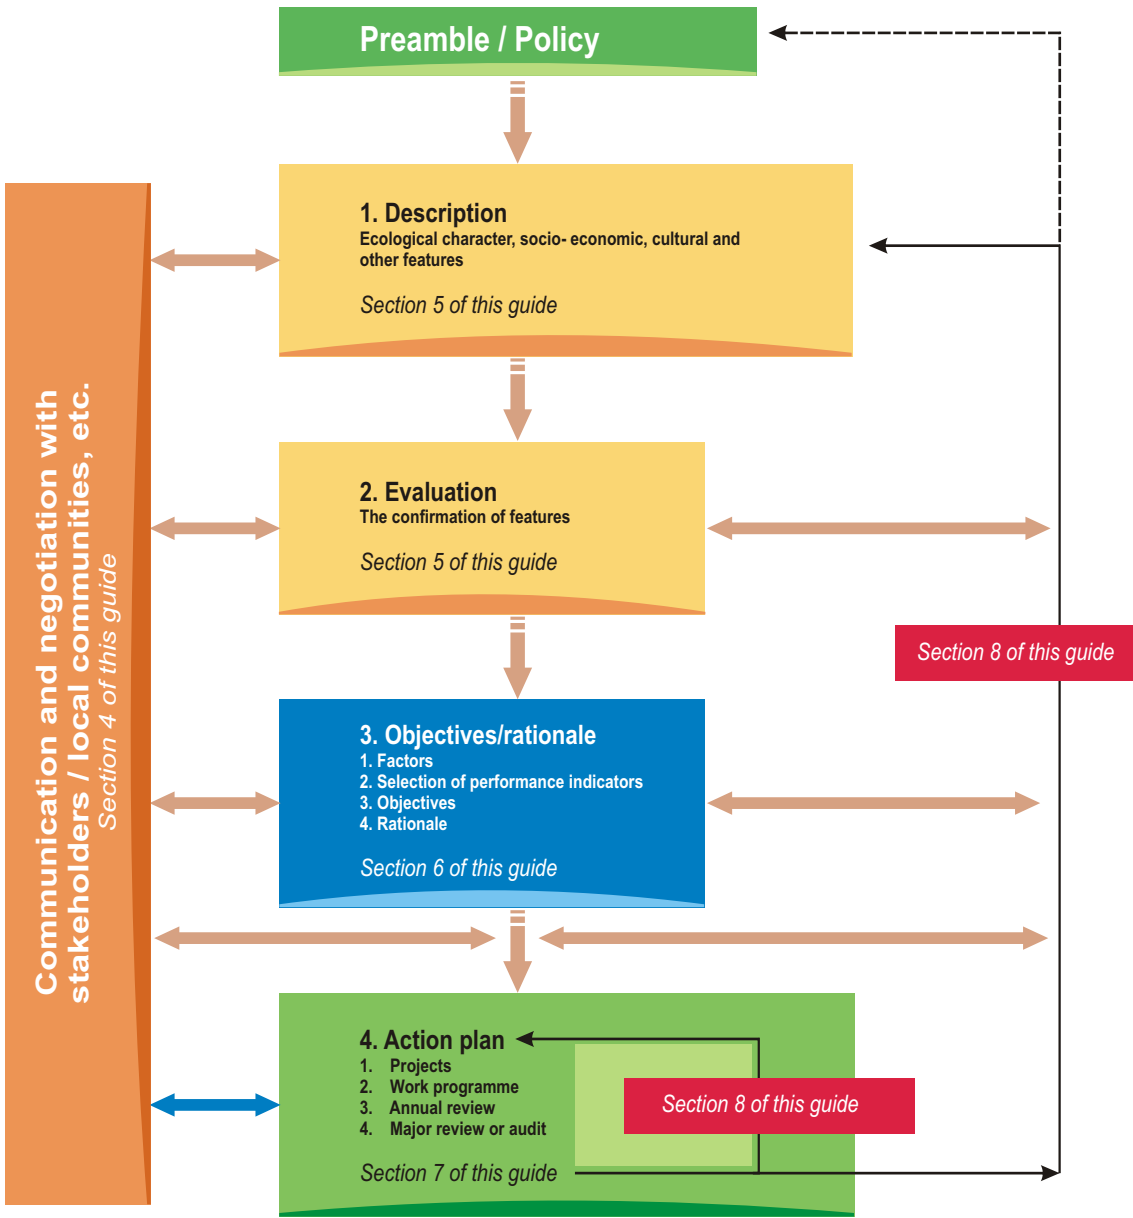 Preamble / Policy
1. Description
Ecological character, socio- economic, cultural and
other features
Section 5 of this guide
2. Evaluation
The confirmation of features
Section 5 of this guide
Section 8 of this guide
3. Objectives/rationale
1. Factors
2. Selection of performance indicators
3. Objectives
4. Rationale
Section 6 of this guide
4. Action plan
1. Projects
2. Work programme
3. Annual review
4. Major review or audit
Section 7 of this guide
Section 8 of this guide
Communication and negotiation with
stakeholders / local communities, etc.
Section 4 of this guide